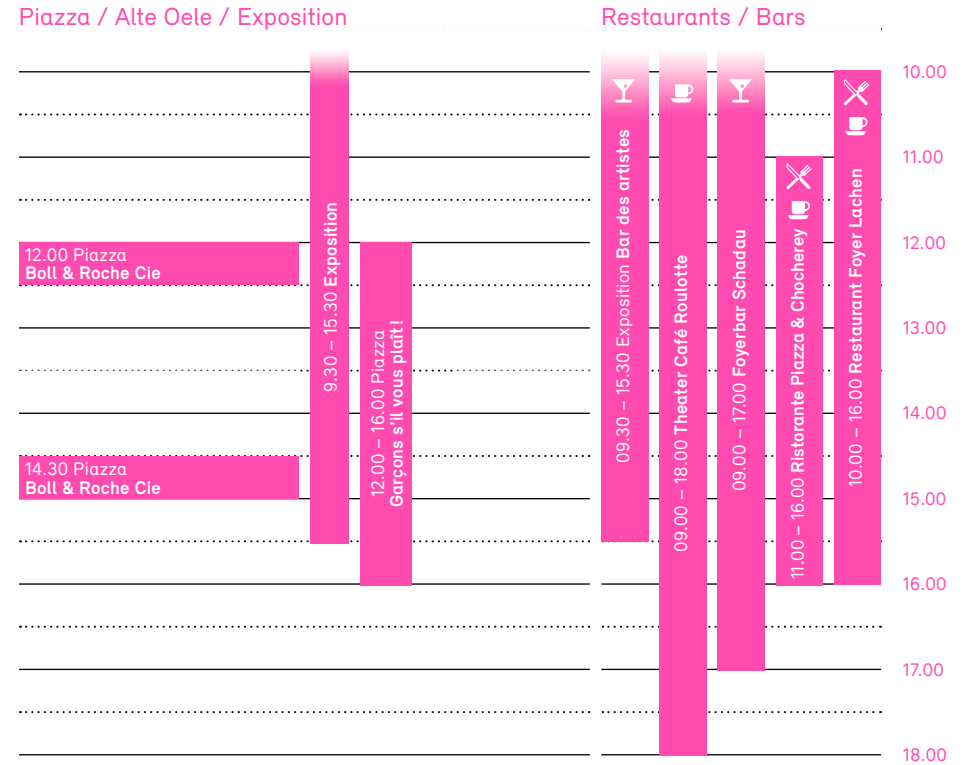 Piazza / Alte Oele / Exposition
12.00 Piazza
Boll & Roche Cie
14.30 Piazza
Boll & Roche Cie
9.30 – 15.30 Exposition
12.00 – 16.00 Piazza
Garçons s'il vous plaît !
Restaurants / Bars
09.30 – 15.30 Exposition Bar des artistes
09.00 – 18.00 Theater Café Roulotte
09.00 – 17.00 Foyerbar Schadau
11.00 – 16.00 Ristorante Piazza & Chocherey
10.00 – 16.00 Restaurant Foyer Lachen
10.00
11.00
12.00
13.00
14.00
15.00
16.00
17.00
18.00